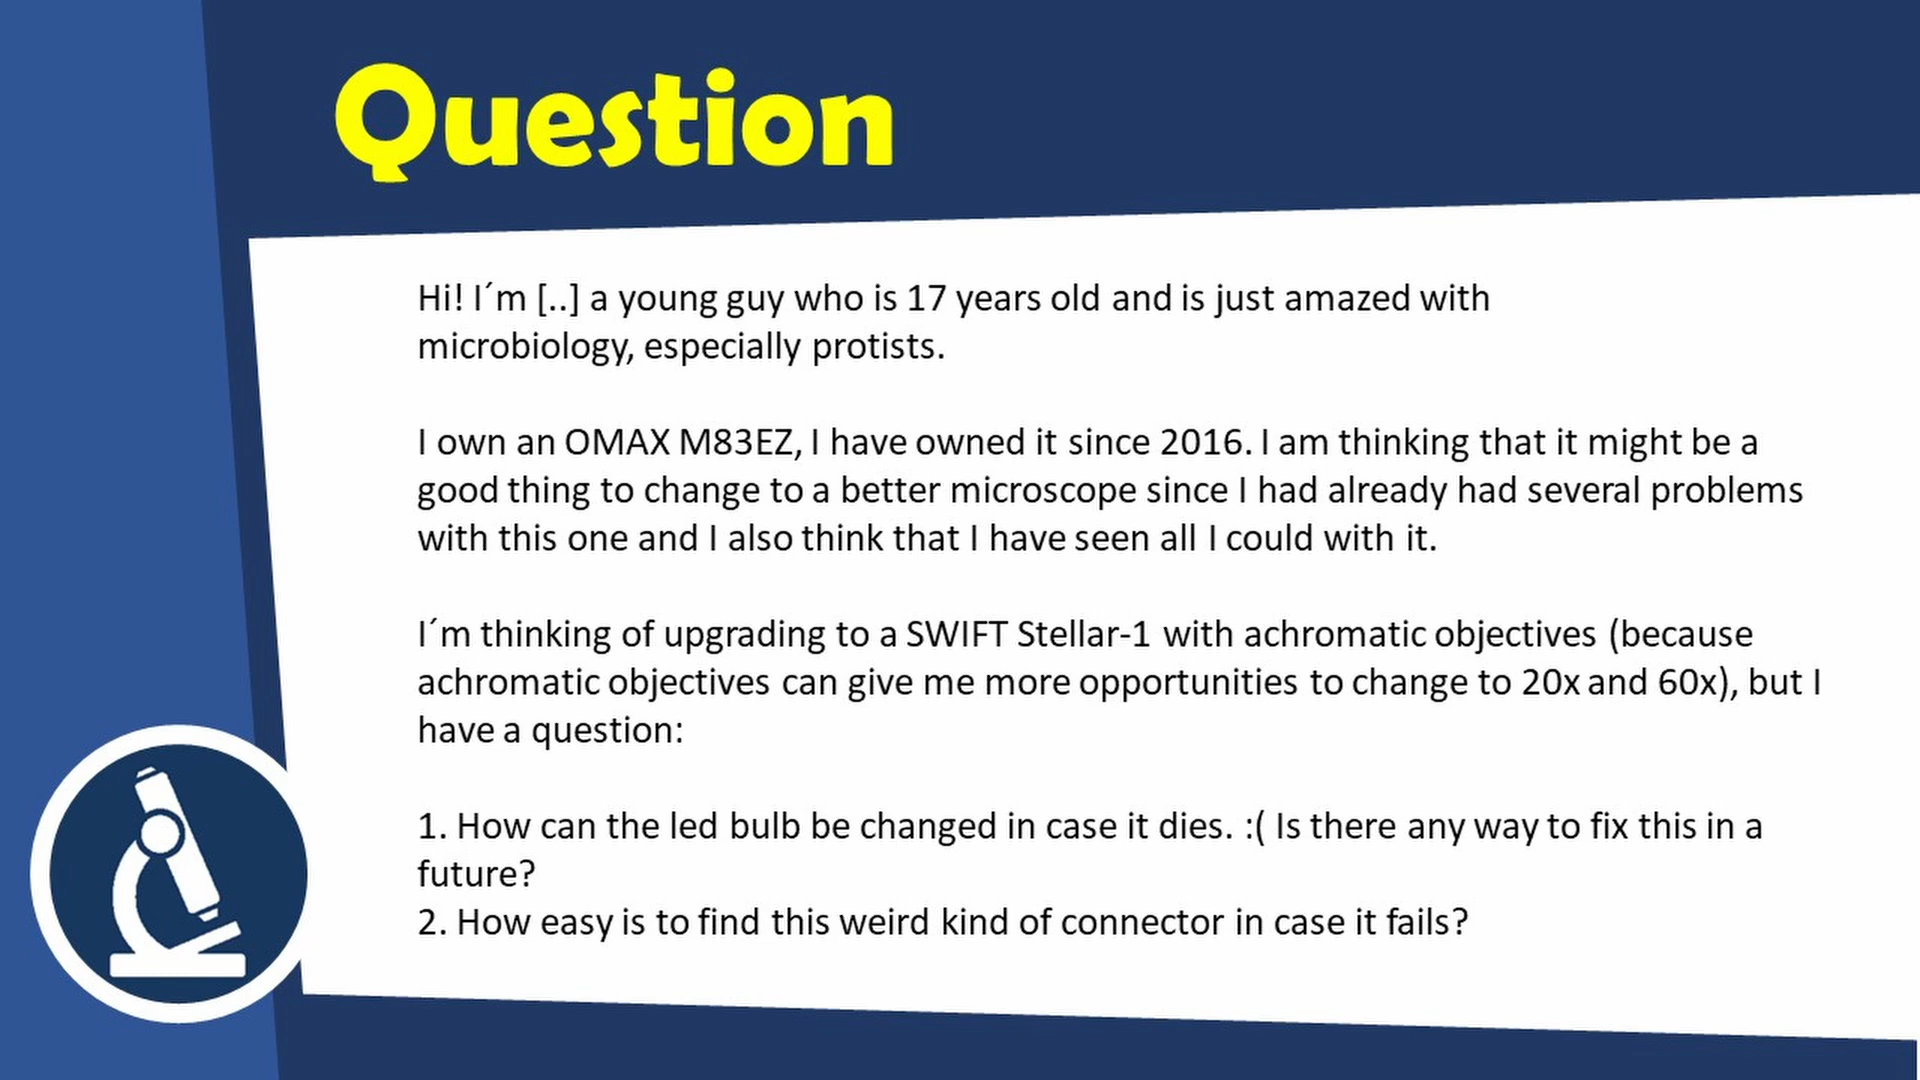 Question
Hi! I´m [..] a young guy who is 17 years old and is just amazed with
microbiology, especially protists.
I own an OMAX M83EZ, I have owned it since 2016. I am thinking that it might be a
good thing to change to a better microscope since I had already had several problems
with this one and I also think that I have seen all I could with it.
I´m thinking of upgrading to a SWIFT Stellar-1 with achromatic objectives (because
achromatic objectives can give me more opportunities to change to 20x and 60x), but I
have a question:
1. How can the led bulb be changed in case it dies. :( Is there any way to fix this in a
future?
2. How easy is to find this weird kind of connector in case it fails?